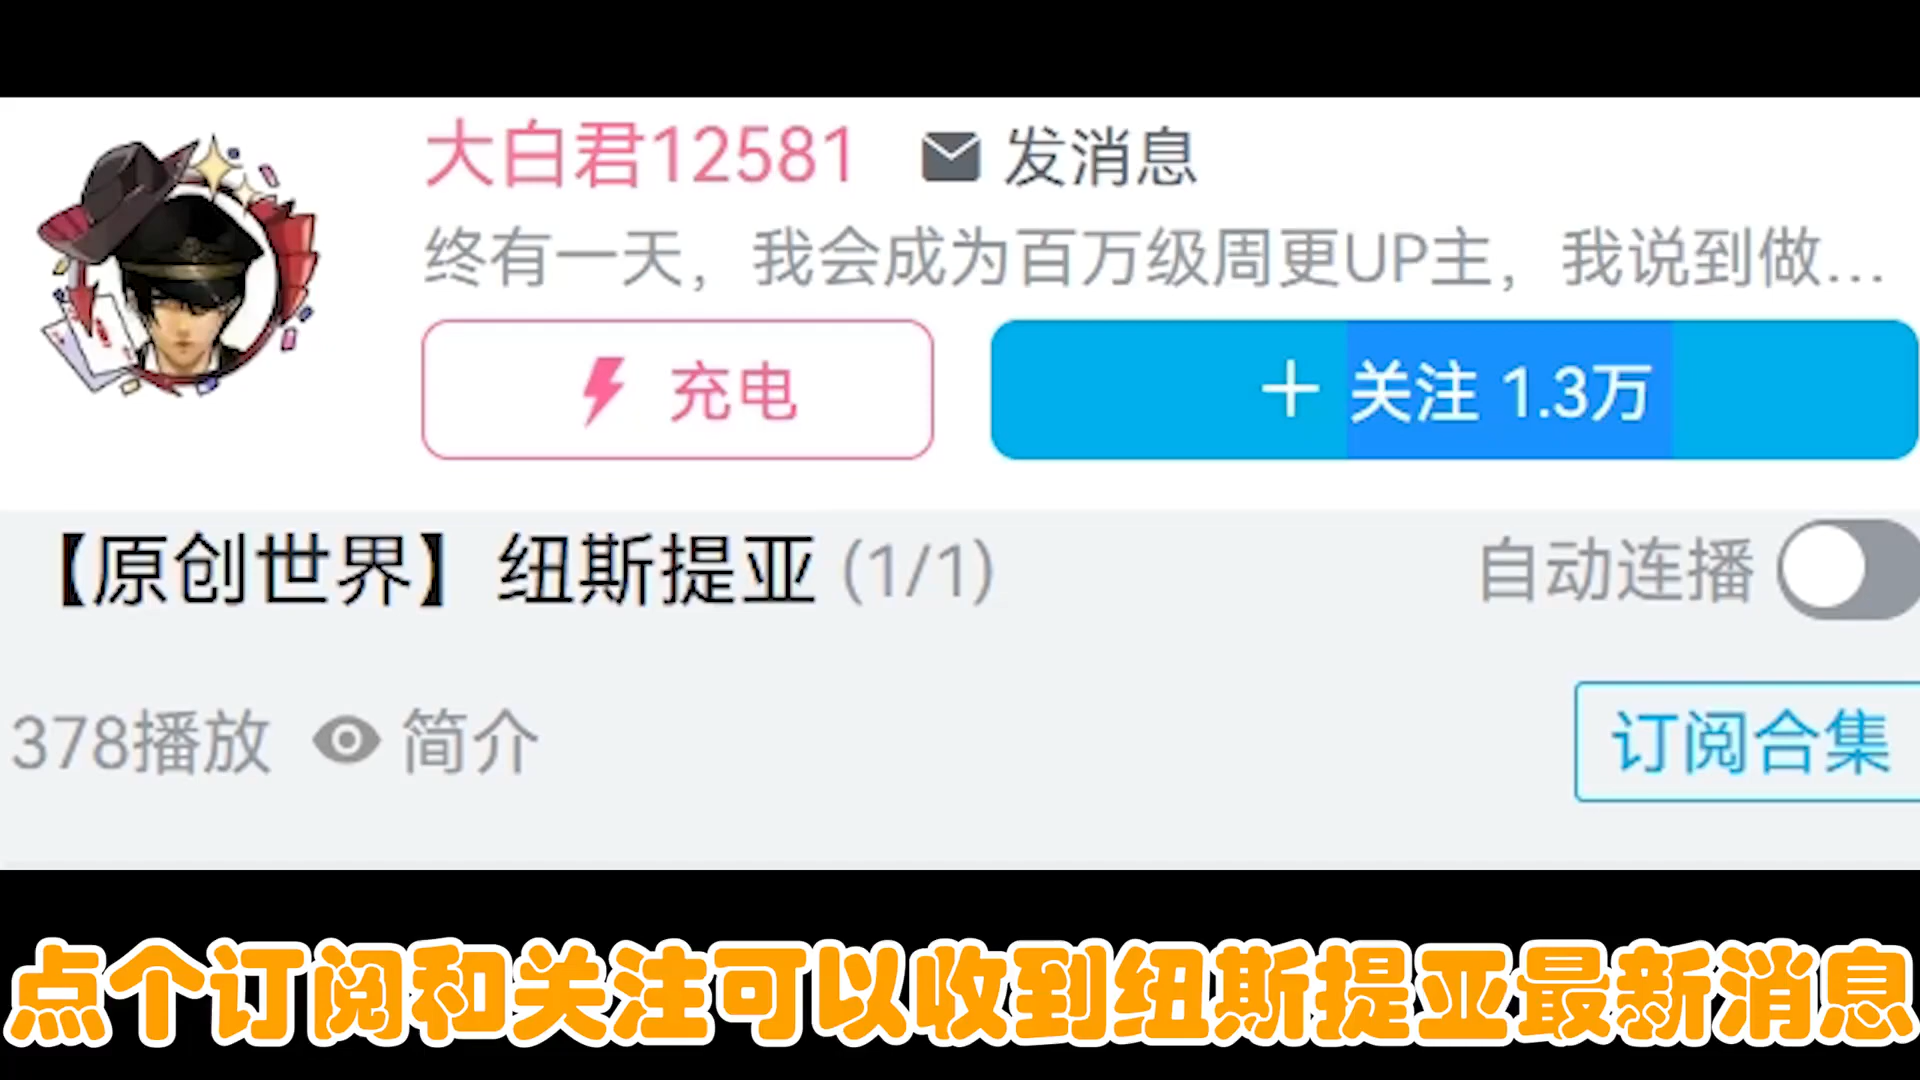 大白君12581 发消息
终有一天，我会成为百万级周更UP主，我说到做...
充电 + 关注 1.3万
【原创世界】纽斯提亚 (1/1) 自动连播
378播放 简介 订阅合集
点个订阅和关注可以收到纽斯提亚最新消息